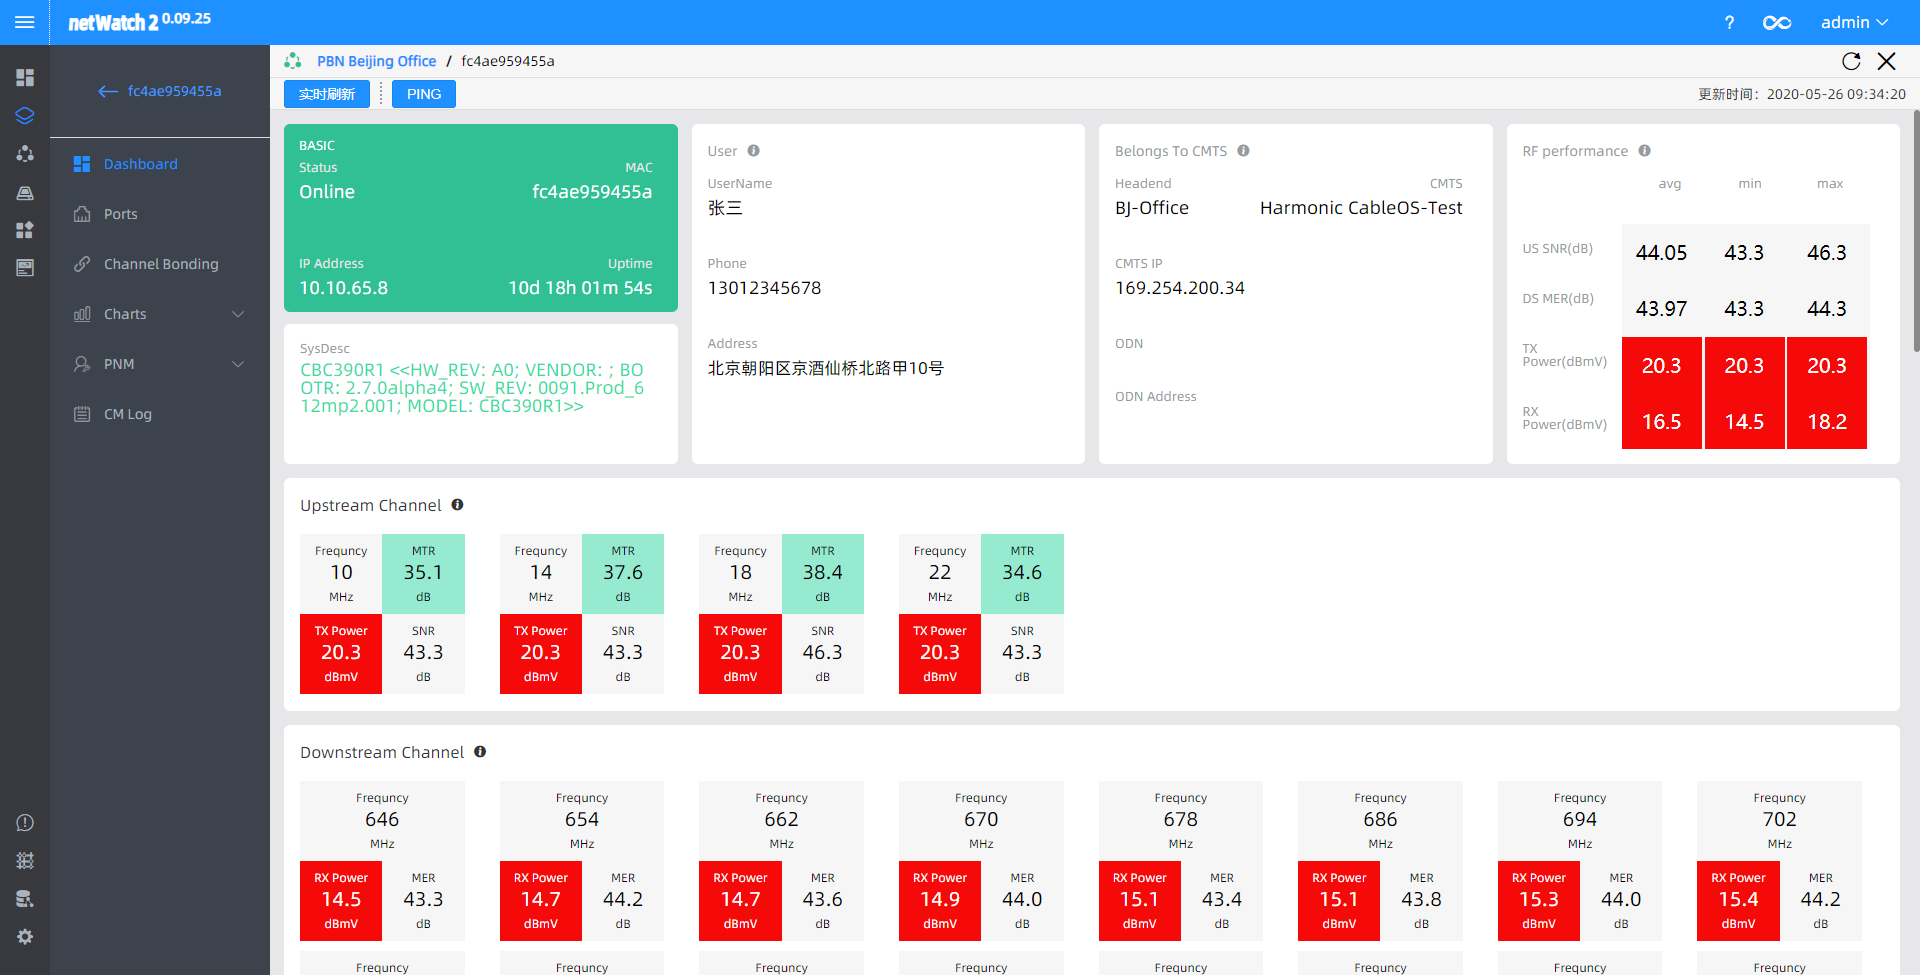 netWatch 2 0.09.25
? admin
fc4ae959455a
Dashboard
Ports
Channel Bonding
Charts
PNM
CM Log
PBN Beijing Office / fc4ae959455a
实时刷新 PING
更新时间：2020-05-26 09:34:20
BASIC
Status MAC
Online fc4ae959455a
IP Address Uptime
10.10.65.8 10d 18h 01m 54s
SysDesc
CBC390R1 <<HW_REV: A0; VENDOR: ; BO
OTR: 2.7.0alpha4; SW_REV: 0091.Prod_6
12mp2.001; MODEL: CBC390R1>>
User
UserName
张三
Phone
13012345678
Address
北京朝阳区京酒仙桥北路甲10号
Belongs To CMTS
Headend CMTS
BJ-Office Harmonic CableOS-Test
CMTS IP
169.254.200.34
ODN
ODN Address
RF performance
avg min max
US SNR(dB) 44.05 43.3 46.3
DS MER(dB) 43.97 43.3 44.3
TX
Power(dBmV) 20.3 20.3 20.3
RX
Power(dBmV) 16.5 14.5 18.2
Upstream Channel
Frequncy MTR Frequncy MTR Frequncy MTR Frequncy MTR
10 35.1 14 37.6 18 38.4 22 34.6
MHz dB MHz dB MHz dB MHz dB
TX Power SNR TX Power SNR TX Power SNR TX Power SNR
20.3 43.3 20.3 43.3 20.3 46.3 20.3 43.3
dBmV dB dBmV dB dBmV dB dBmV dB
Downstream Channel
Frequncy Frequncy Frequncy Frequncy Frequncy Frequncy Frequncy Frequncy
646 654 662 670 678 686 694 702
MHz MHz MHz MHz MHz MHz MHz MHz
RX Power MER RX Power MER RX Power MER RX Power MER RX Power MER RX Power MER RX Power MER RX Power MER
14.5 43.3 14.7 44.2 14.7 43.6 14.9 44.0 15.1 43.4 15.1 43.8 15.3 44.0 15.4 44.2
dBmV dB dBmV dB dBmV dB dBmV dB dBmV dB dBmV dB dBmV dB dBmV dB
Frequncy Frequncy Frequncy Frequncy Frequncy Frequncy Frequncy Frequncy